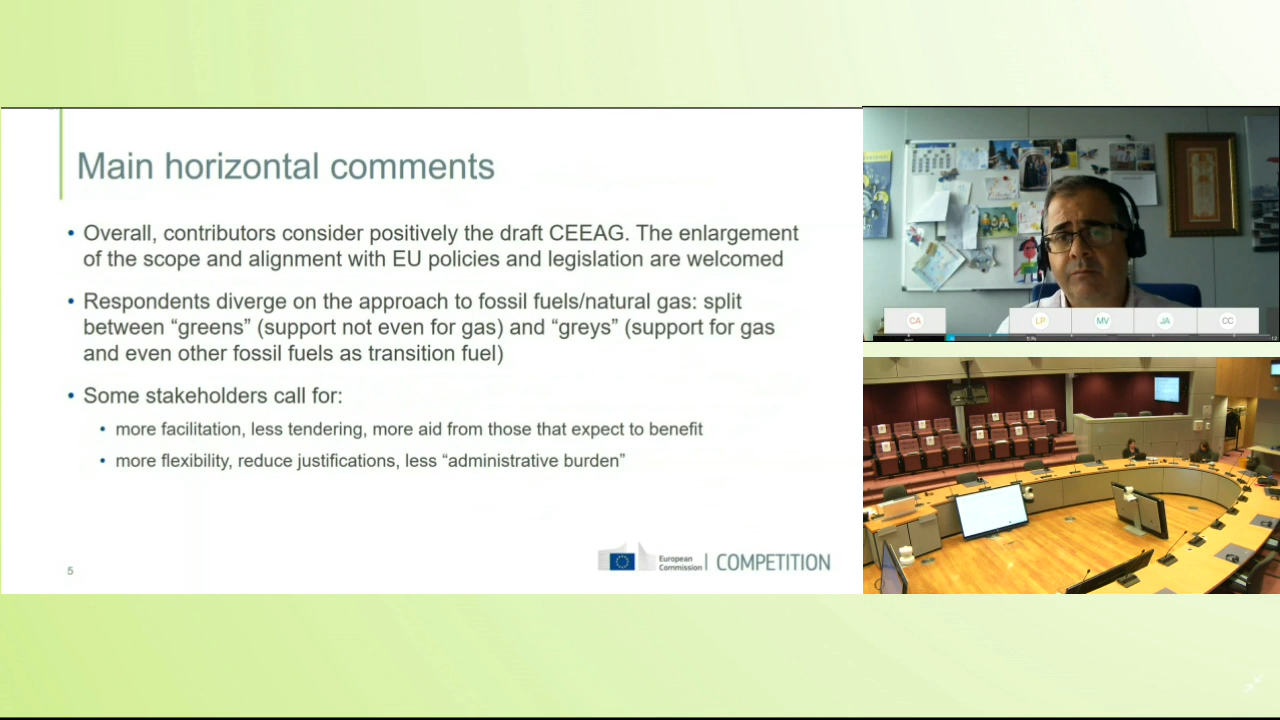 Main horizontal comments
• Overall, contributors consider positively the draft CEEAG. The enlargement
of the scope and alignment with EU policies and legislation are welcomed
• Respondents diverge on the approach to fossil fuels/natural gas: split
between “greens” (support not even for gas) and “greys” (support for gas
and even other fossil fuels as transition fuel)
• Some stakeholders call for:
• more facilitation, less tendering, more aid from those that expect to benefit
• more flexibility, reduce justifications, less “administrative burden”
5
European
Commission
COMPETITION
CA
LP
MV
JA
CC